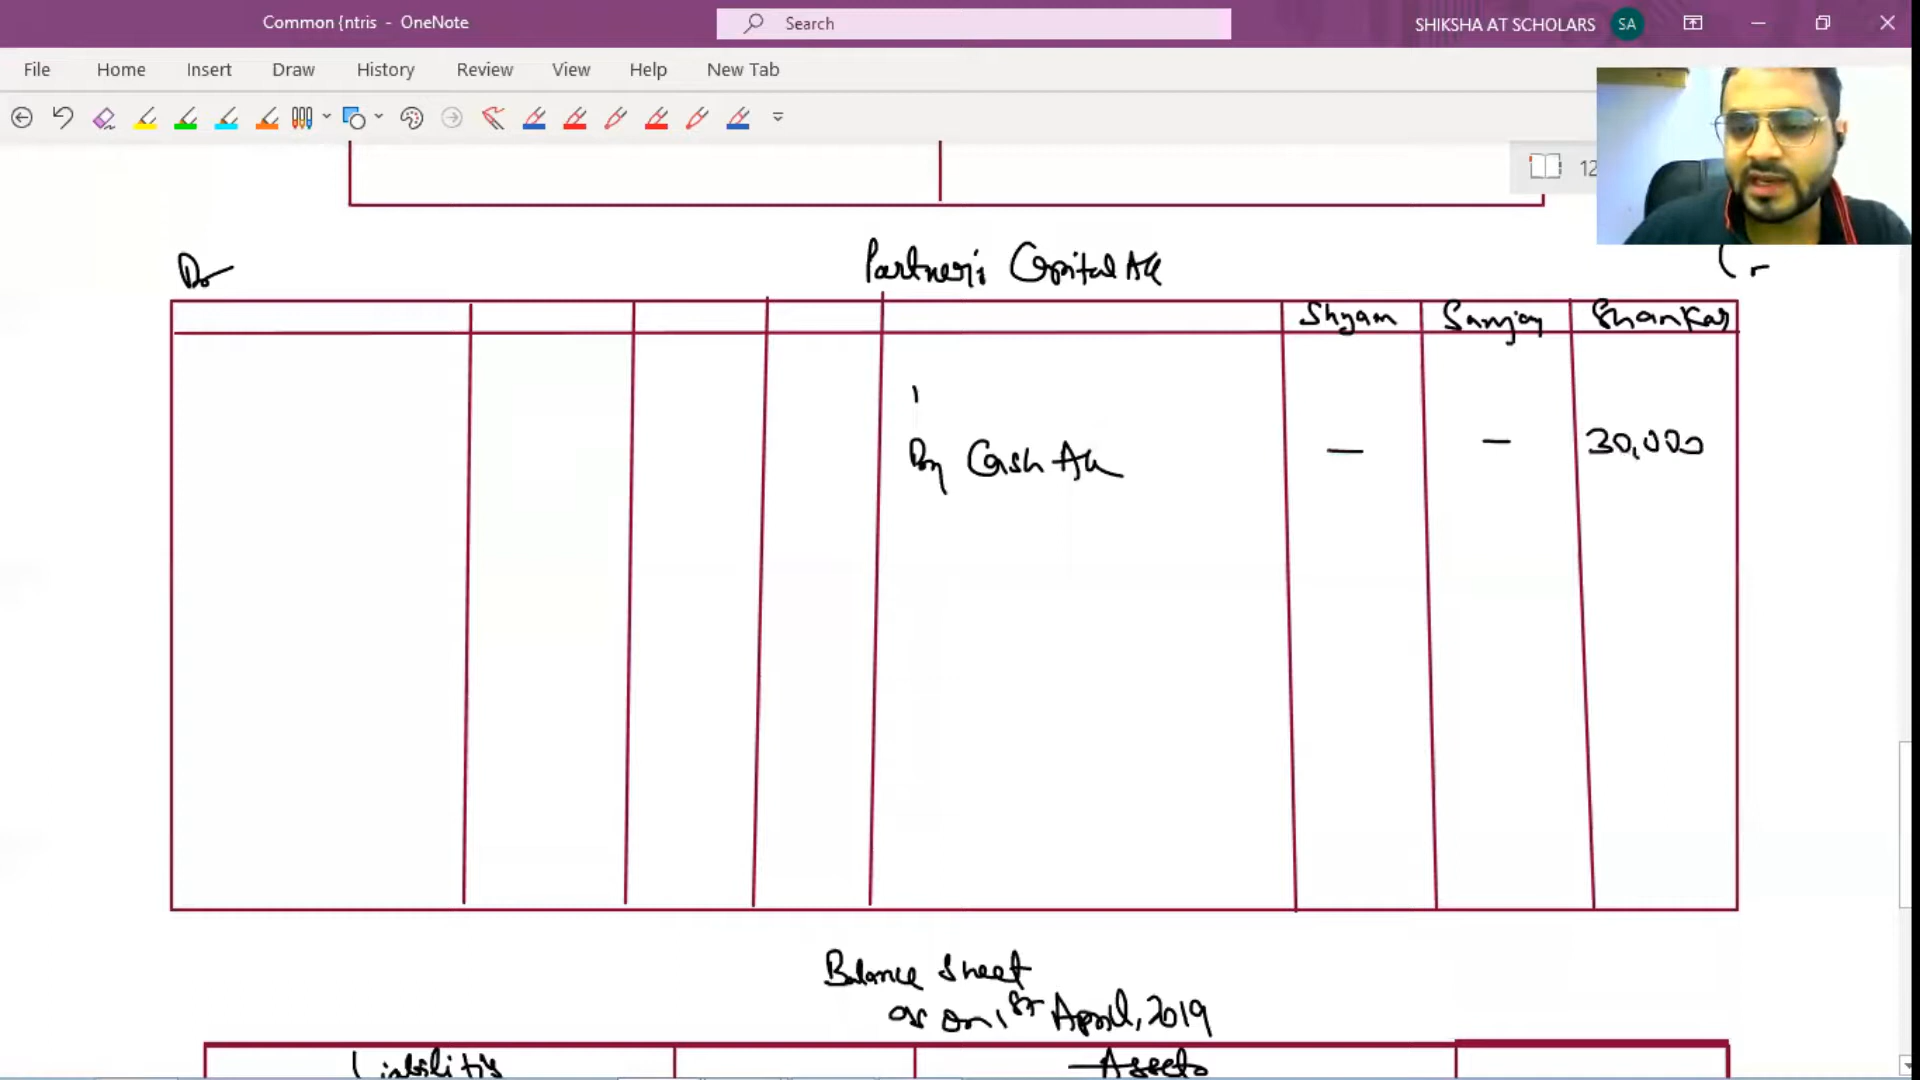 Common {ntris - OneNote
Search
SHIKSHA AT SCHOLARS SA
File Home Insert Draw History Review View Help New Tab
12
Partner's Capital A/c
Dr
Cr
Shyam Sanjay Shankar
By Cash A/c — — 30,000
Balance Sheet
as on 1st April, 2019
Liabilitis Assets